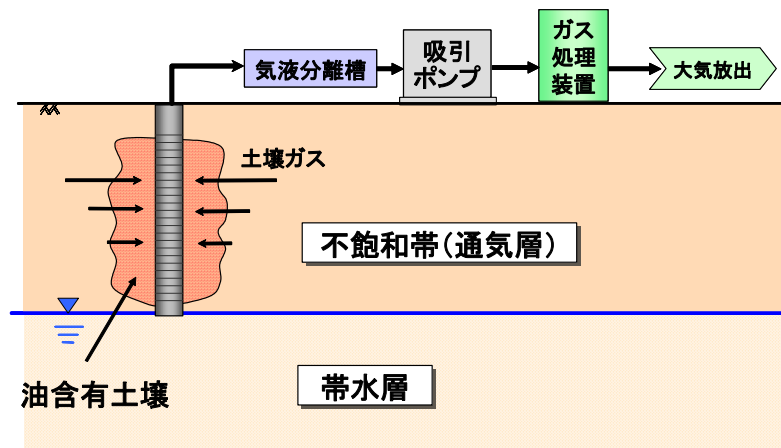 気液分離槽
吸引
ポンプ
ガス
処理
装置
大気放出
土壌ガス
不飽和帯(通気層)
油含有土壌
帯水層